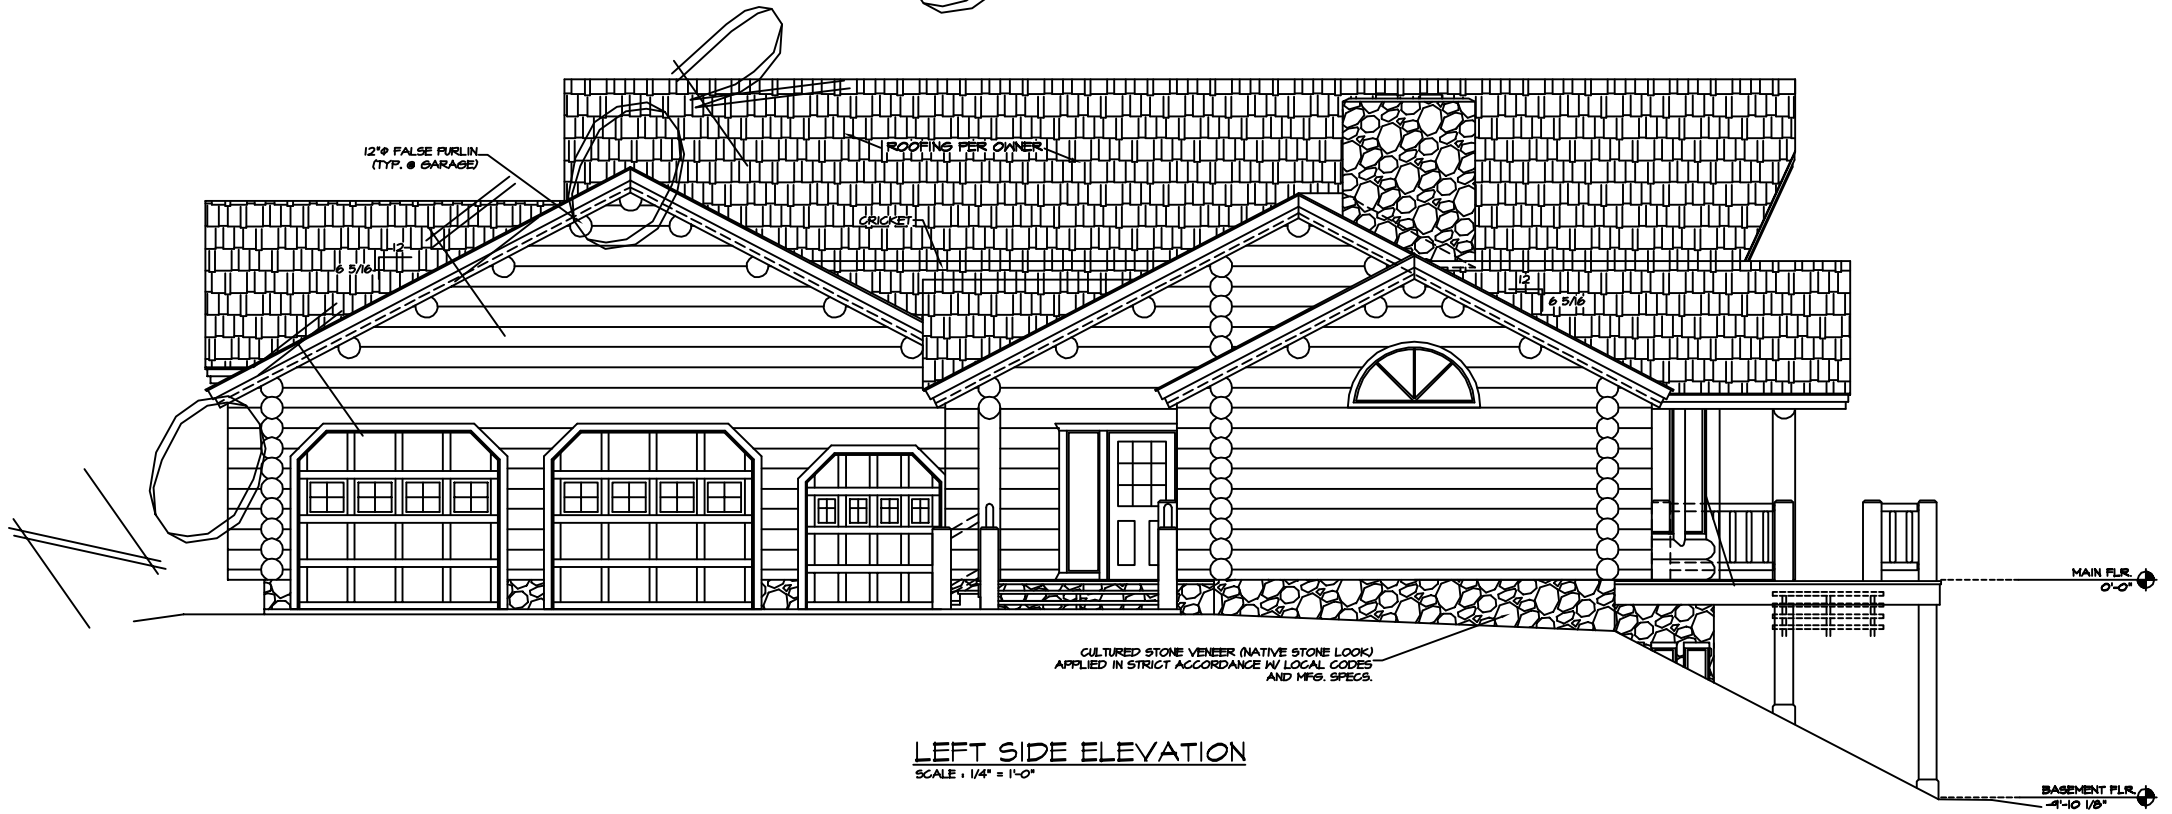 12"Φ FALSE PURLIN
(TYP. @ GARAGE)
ROOFING PER OWNER
CRICKET
12
6 5/16
12
6 5/16
MAIN FLR.
0'-0"
CULTURED STONE VENEER (NATIVE STONE LOOK)
APPLIED IN STRICT ACCORDANCE W/ LOCAL CODES
AND MFG. SPECS.
LEFT SIDE ELEVATION
SCALE : 1/4" = 1'-0"
BASEMENT FLR.
-9'-10 1/8"